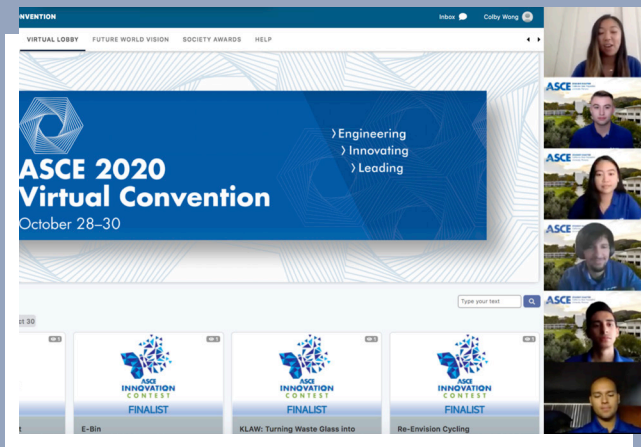 ONVENTION
Inbox
Colby Wong
VIRTUAL LOBBY FUTURE WORLD VISION SOCIETY AWARDS HELP
ASCE 2020
Virtual Convention
October 28–30
〉Engineering
〉Innovating
〉Leading
Type your text
ct 30
ASCE
INNOVATION
CONTEST
FINALIST
E-Bin
ASCE
INNOVATION
CONTEST
FINALIST
KLAW: Turning Waste Glass into
ASCE
INNOVATION
CONTEST
FINALIST
Re-Envision Cycling
ASCE
ASCE
ASCE
ASCE